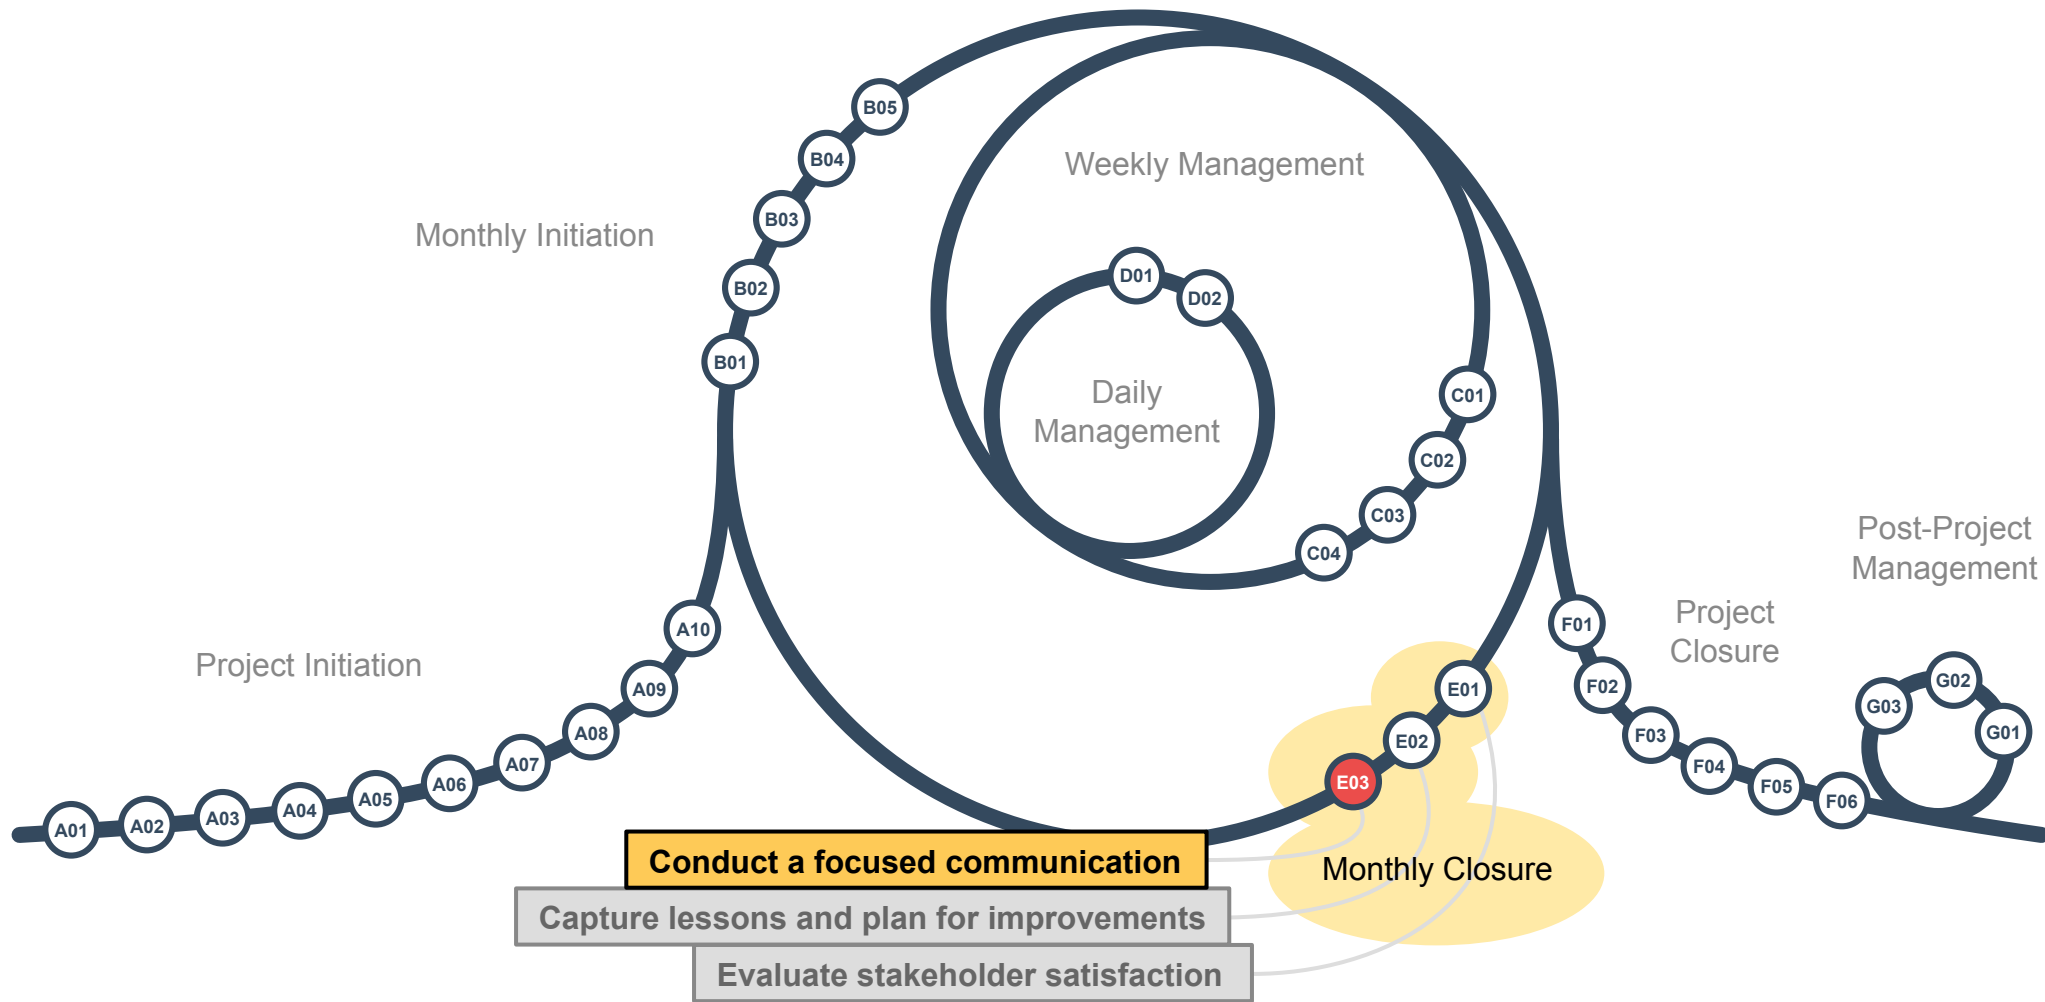 B05
B04
Weekly Management
B03
Monthly Initiation
D01
B02
D02
B01
Daily
Management
C01
C02
C03
C04
Post-Project
Management
Project
Closure
F01
A10
Project Initiation
F02
E01
A09
G02
G03
G01
F03
E02
A08
A07
F04
E03
A06
F05
A05
F06
A04
A03
A02
A01
Conduct a focused communication
Monthly Closure
Capture lessons and plan for improvements
Evaluate stakeholder satisfaction